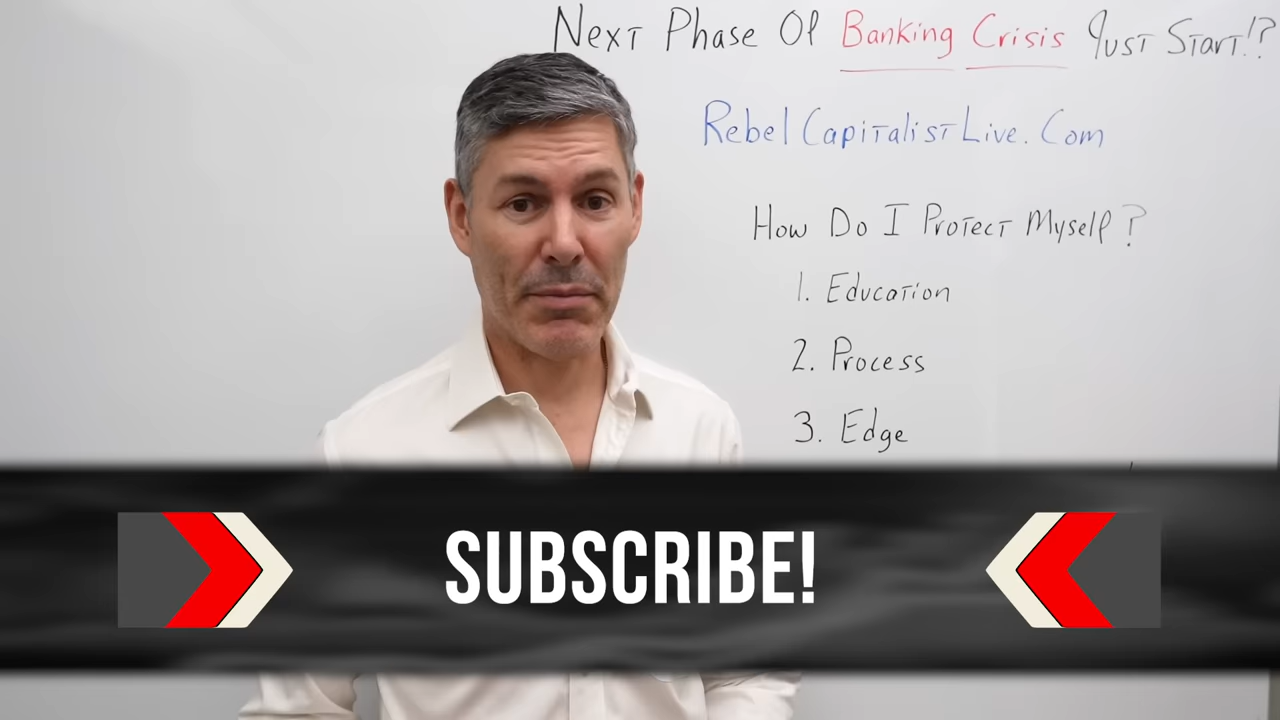 Next Phase Of Banking Crisis Just Start!?
RebelCapitalistLive.Com
How Do I Protect Myself?
1. Education
2. Process
3. Edge
SUBSCRIBE!